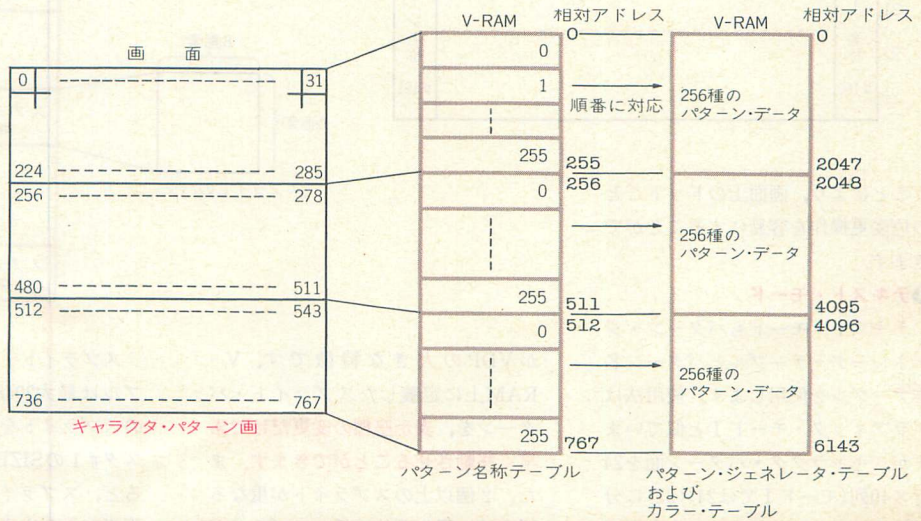 画　面
0 31
224 285
256 278
480 511
512 543
736 767
キャラクタ・パターン画
V-RAM 相対アドレス
0
0
1
255 255
256
0
255 511
512
0
255 767
パターン名称テーブル
順番に対応
V-RAM 相対アドレス
0
256種の
パターン・データ
2047
2048
256種の
パターン・データ
4095
4096
256種の
パターン・データ
6143
パターン・ジェネレータ・テーブル
および
カラー・テーブル